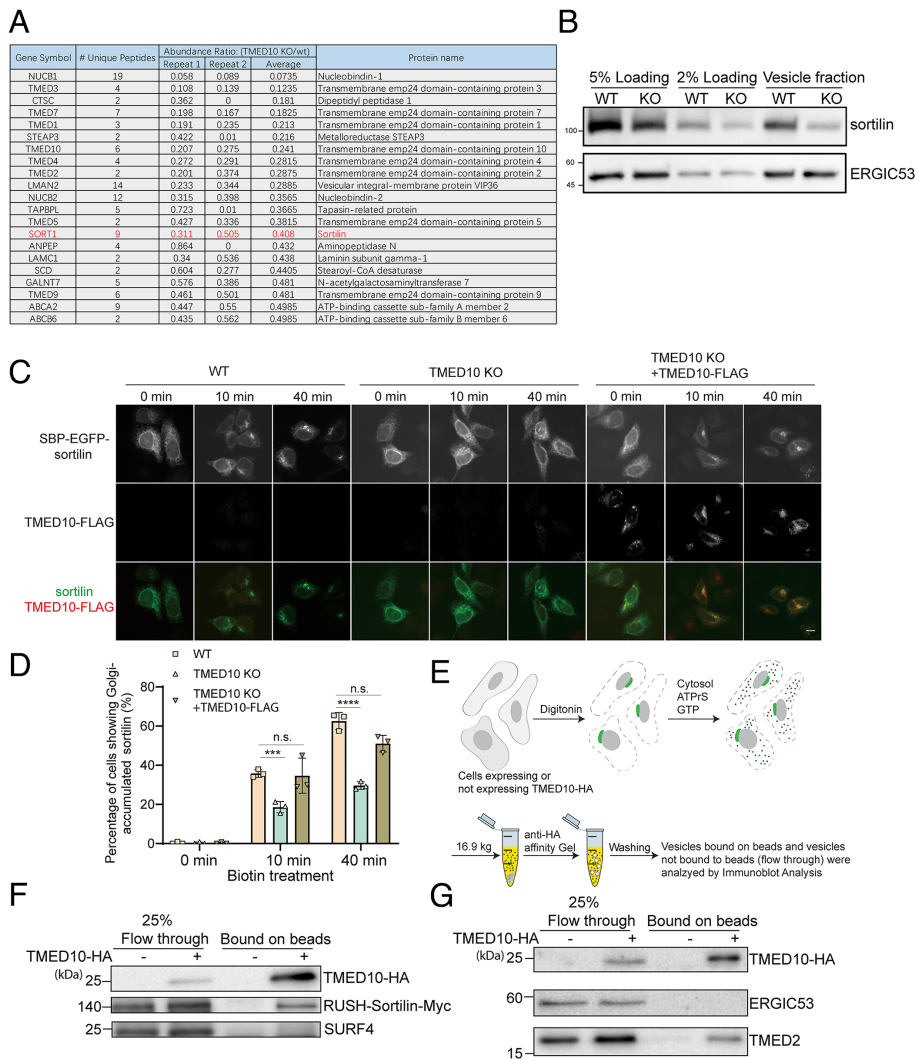 A
Gene Symbol # Unique Peptides Abundance Ratio: (TMED10 KO/wt) Protein name
Repeat 1 Repeat 2 Average
NUCB1 19 0.058 0.089 0.0735 Nucleobindin-1
TMED3 4 0.108 0.139 0.1235 Transmembrane emp24 domain-containing protein 3
CTSC 2 0.362 0 0.181 Dipeptidyl peptidase 1
TMED7 7 0.198 0.167 0.1825 Transmembrane emp24 domain-containing protein 7
TMED1 3 0.191 0.235 0.213 Transmembrane emp24 domain-containing protein 1
STEAP3 2 0.422 0.01 0.216 Metalloreductase STEAP3
TMED10 6 0.207 0.275 0.241 Transmembrane emp24 domain-containing protein 10
TMED4 4 0.272 0.291 0.2815 Transmembrane emp24 domain-containing protein 4
TMED2 2 0.201 0.374 0.2875 Transmembrane emp24 domain-containing protein 2
LMAN2 14 0.233 0.344 0.2885 Vesicular integral-membrane protein VIP36
NUCB2 12 0.315 0.398 0.3565 Nucleobindin-2
TAPBPL 5 0.723 0.01 0.3665 Tapasin-related protein
TMED5 2 0.427 0.336 0.3815 Transmembrane emp24 domain-containing protein 5
SORT1 9 0.311 0.505 0.408 Sortilin
ANPEP 4 0.864 0 0.432 Aminopeptidase N
LAMC1 2 0.34 0.536 0.438 Laminin subunit gamma-1
SCD 2 0.604 0.277 0.4405 Stearoyl-CoA desaturase
GALNT7 5 0.576 0.386 0.481 N-acetylgalactosaminyltransferase 7
TMED9 6 0.461 0.501 0.481 Transmembrane emp24 domain-containing protein 9
ABCA2 9 0.447 0.55 0.4985 ATP-binding cassette sub-family A member 2
ABCB6 2 0.435 0.562 0.4985 ATP-binding cassette sub-family B member 6
B
5% Loading 2% Loading Vesicle fraction
WT KO WT KO WT KO
100 sortilin
60
45 ERGIC53
C
WT TMED10 KO TMED10 KO
+TMED10-FLAG
0 min 10 min 40 min 0 min 10 min 40 min 0 min 10 min 40 min
SBP-EGFP-
sortilin
TMED10-FLAG
sortilin
TMED10-FLAG
D
WT
TMED10 KO
TMED10 KO
+TMED10-FLAG
Percentage of cells showing Golgi-
accumulated sortilin (%)
80
60
40
20
0
n.s.
***
n.s.
****
0 min 10 min 40 min
Biotin treatment
E
Digitonin
Cytosol
ATPrS
GTP
Cells expressing or
not expressing TMED10-HA
16.9 kg
anti-HA
affinity Gel
Washing
Vesicles bound on beads and vesicles
not bound to beads (flow through) were
analzyed by Immunoblot Analysis
F
25%
Flow through Bound on beads
TMED10-HA - + - +
(kDa)
25 TMED10-HA
140 RUSH-Sortilin-Myc
25 SURF4
G
25%
Flow through Bound on beads
TMED10-HA - + - +
(kDa)
25 TMED10-HA
60 ERGIC53
TMED2
15